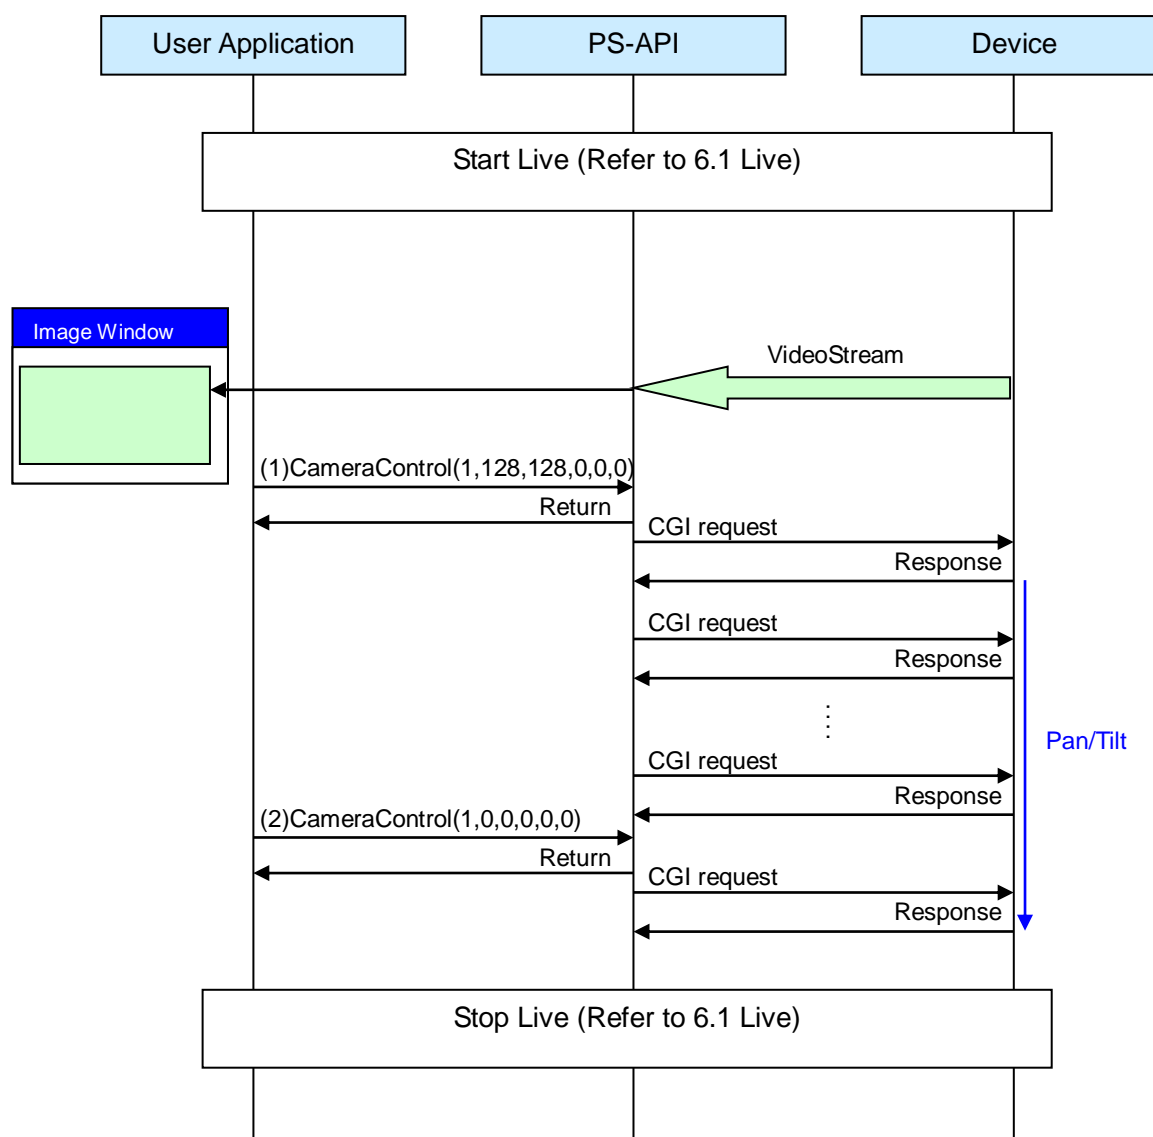 User Application
PS-API
Device
Start Live (Refer to 6.1 Live)
Image Window
VideoStream
(1)CameraControl(1,128,128,0,0,0)
Return
CGI request
Response
CGI request
Response
Pan/Tilt
CGI request
Response
(2)CameraControl(1,0,0,0,0,0)
Return
CGI request
Response
Stop Live (Refer to 6.1 Live)